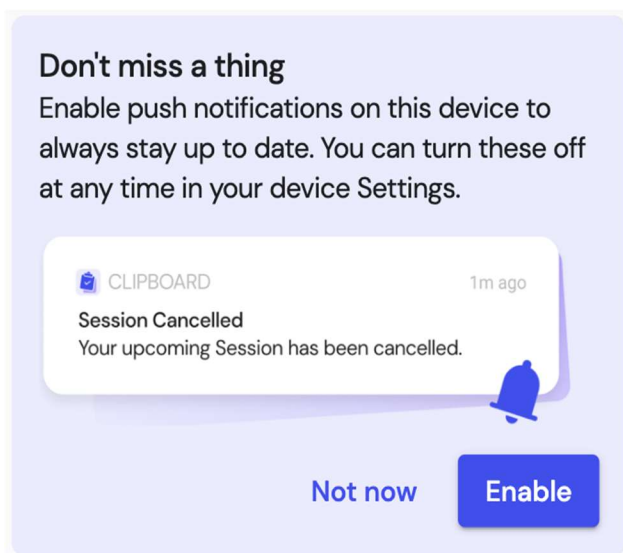 Don't miss a thing
Enable push notifications on this device to
always stay up to date. You can turn these off
at any time in your device Settings.
CLIPBOARD 1m ago
Session Cancelled
Your upcoming Session has been cancelled.
Not now Enable